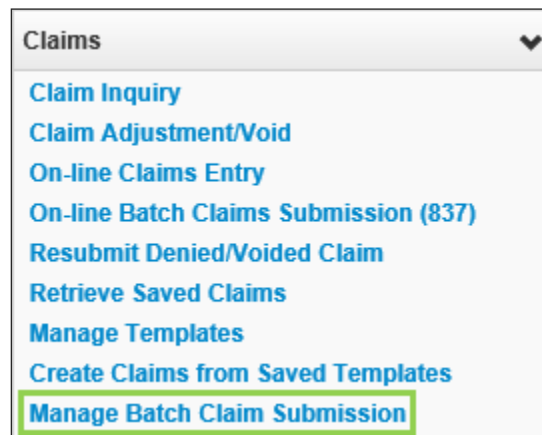 Claims
Claim Inquiry
Claim Adjustment/Void
On-line Claims Entry
On-line Batch Claims Submission (837)
Resubmit Denied/Voided Claim
Retrieve Saved Claims
Manage Templates
Create Claims from Saved Templates
Manage Batch Claim Submission